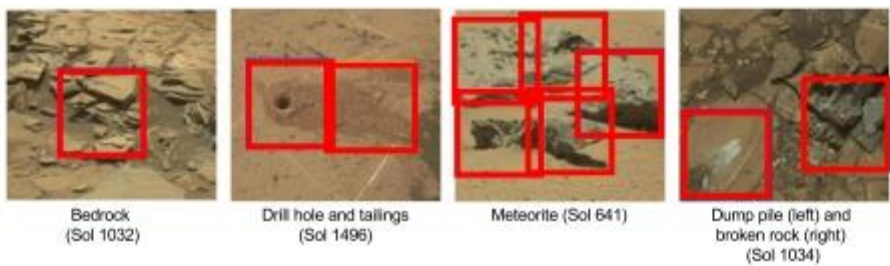 Bedrock
(Sol 1032)
Drill hole and tailings
(Sol 1496)
Meteorite (Sol 641)
Dump pile (left) and
broken rock (right)
(Sol 1034)